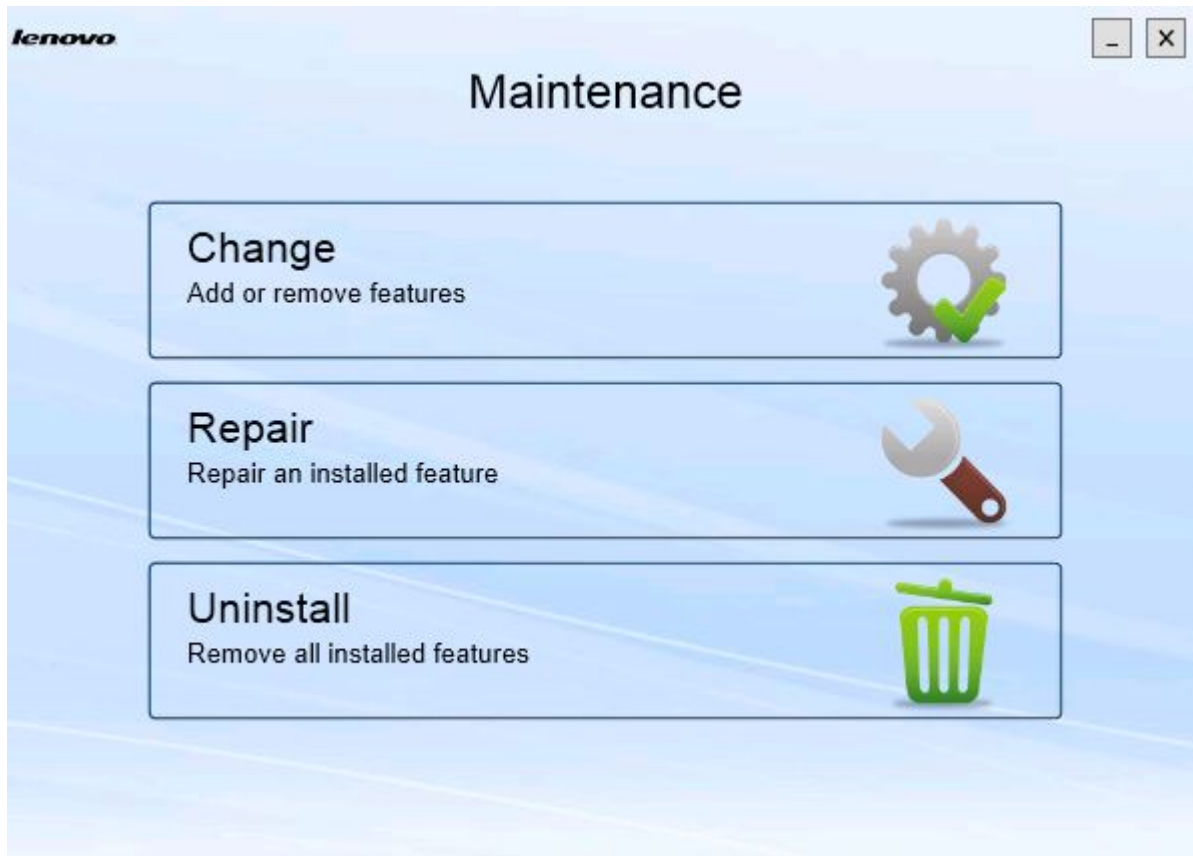 lenovo
Maintenance
Change
Add or remove features
Repair
Repair an installed feature
Uninstall
Remove all installed features